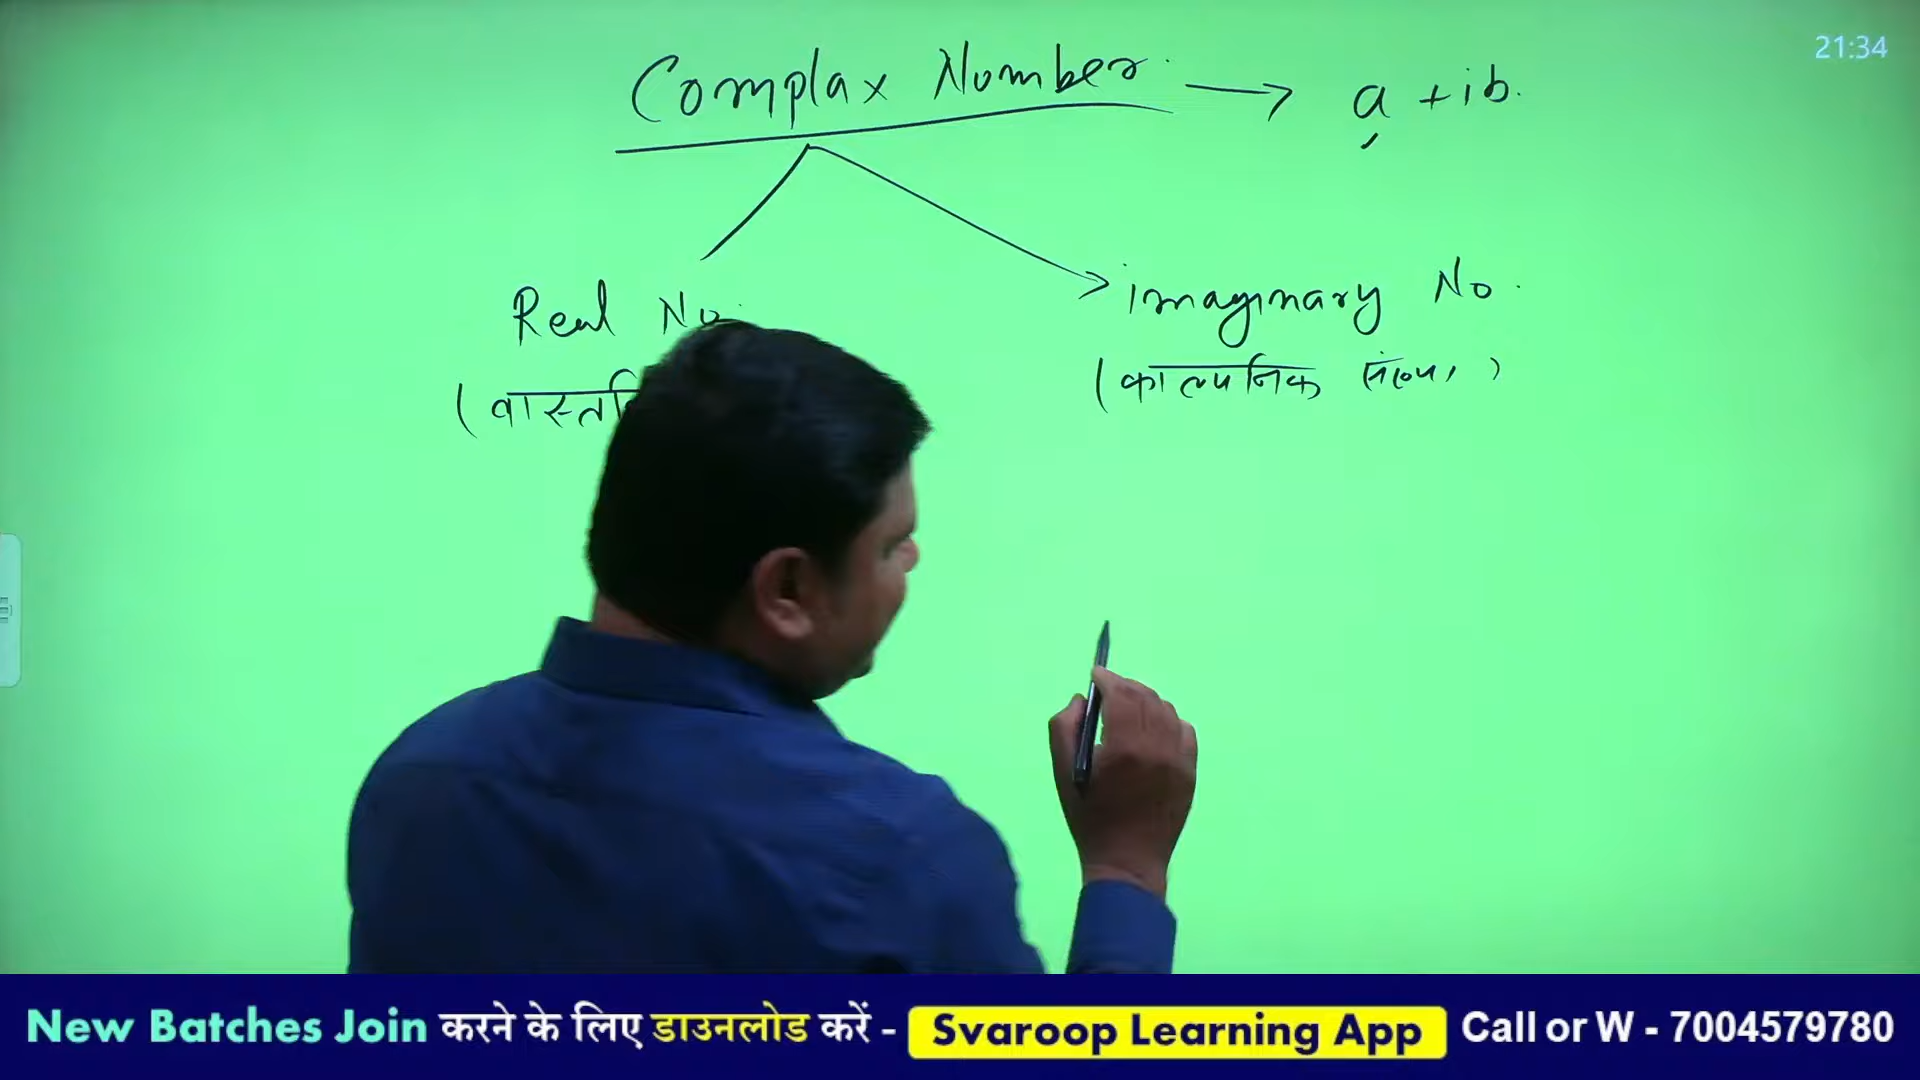 21:34
Complax Number. → a + ib.
Real No. imaginary No.
(काल्पनिक संख्या)
New Batches Join करने के लिए डाउनलोड करें - Svaroop Learning App Call or W - 7004579780